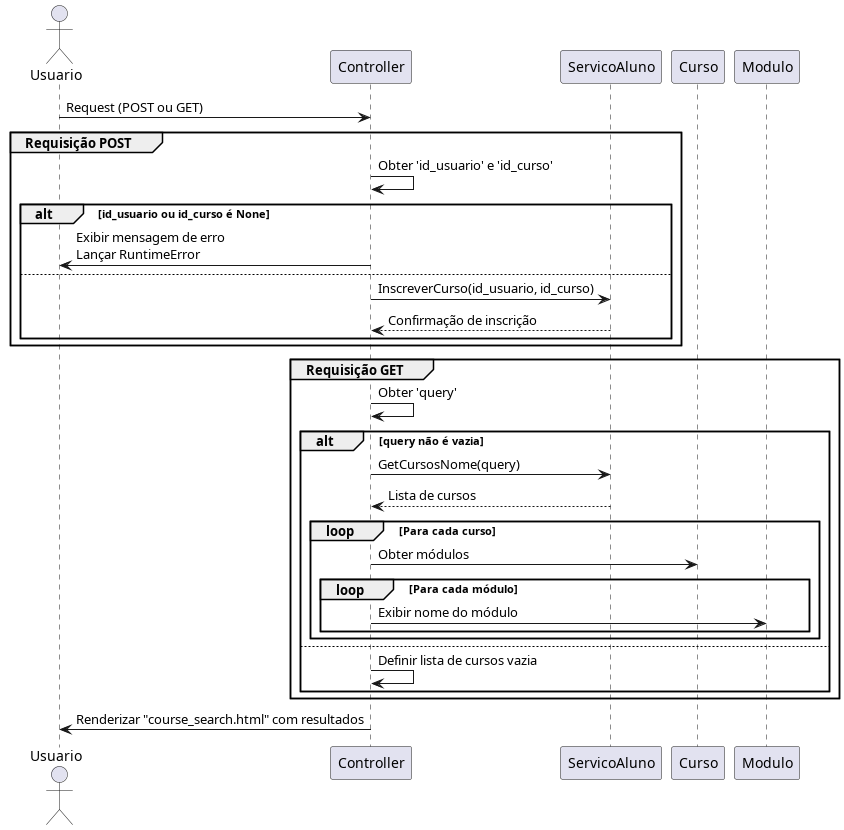 Usuario
Controller
ServicoAluno
Curso
Modulo
Request (POST ou GET)
Requisição POST
Obter 'id_usuario' e 'id_curso'
alt
[id_usuario ou id_curso é None]
Exibir mensagem de erro
Lançar RuntimeError
InscreverCurso(id_usuario, id_curso)
Confirmação de inscrição
Requisição GET
Obter 'query'
alt
[query não é vazia]
GetCursosNome(query)
Lista de cursos
loop
[Para cada curso]
Obter módulos
loop
[Para cada módulo]
Exibir nome do módulo
Definir lista de cursos vazia
Renderizar "course_search.html" com resultados
Usuario
Controller
ServicoAluno
Curso
Modulo